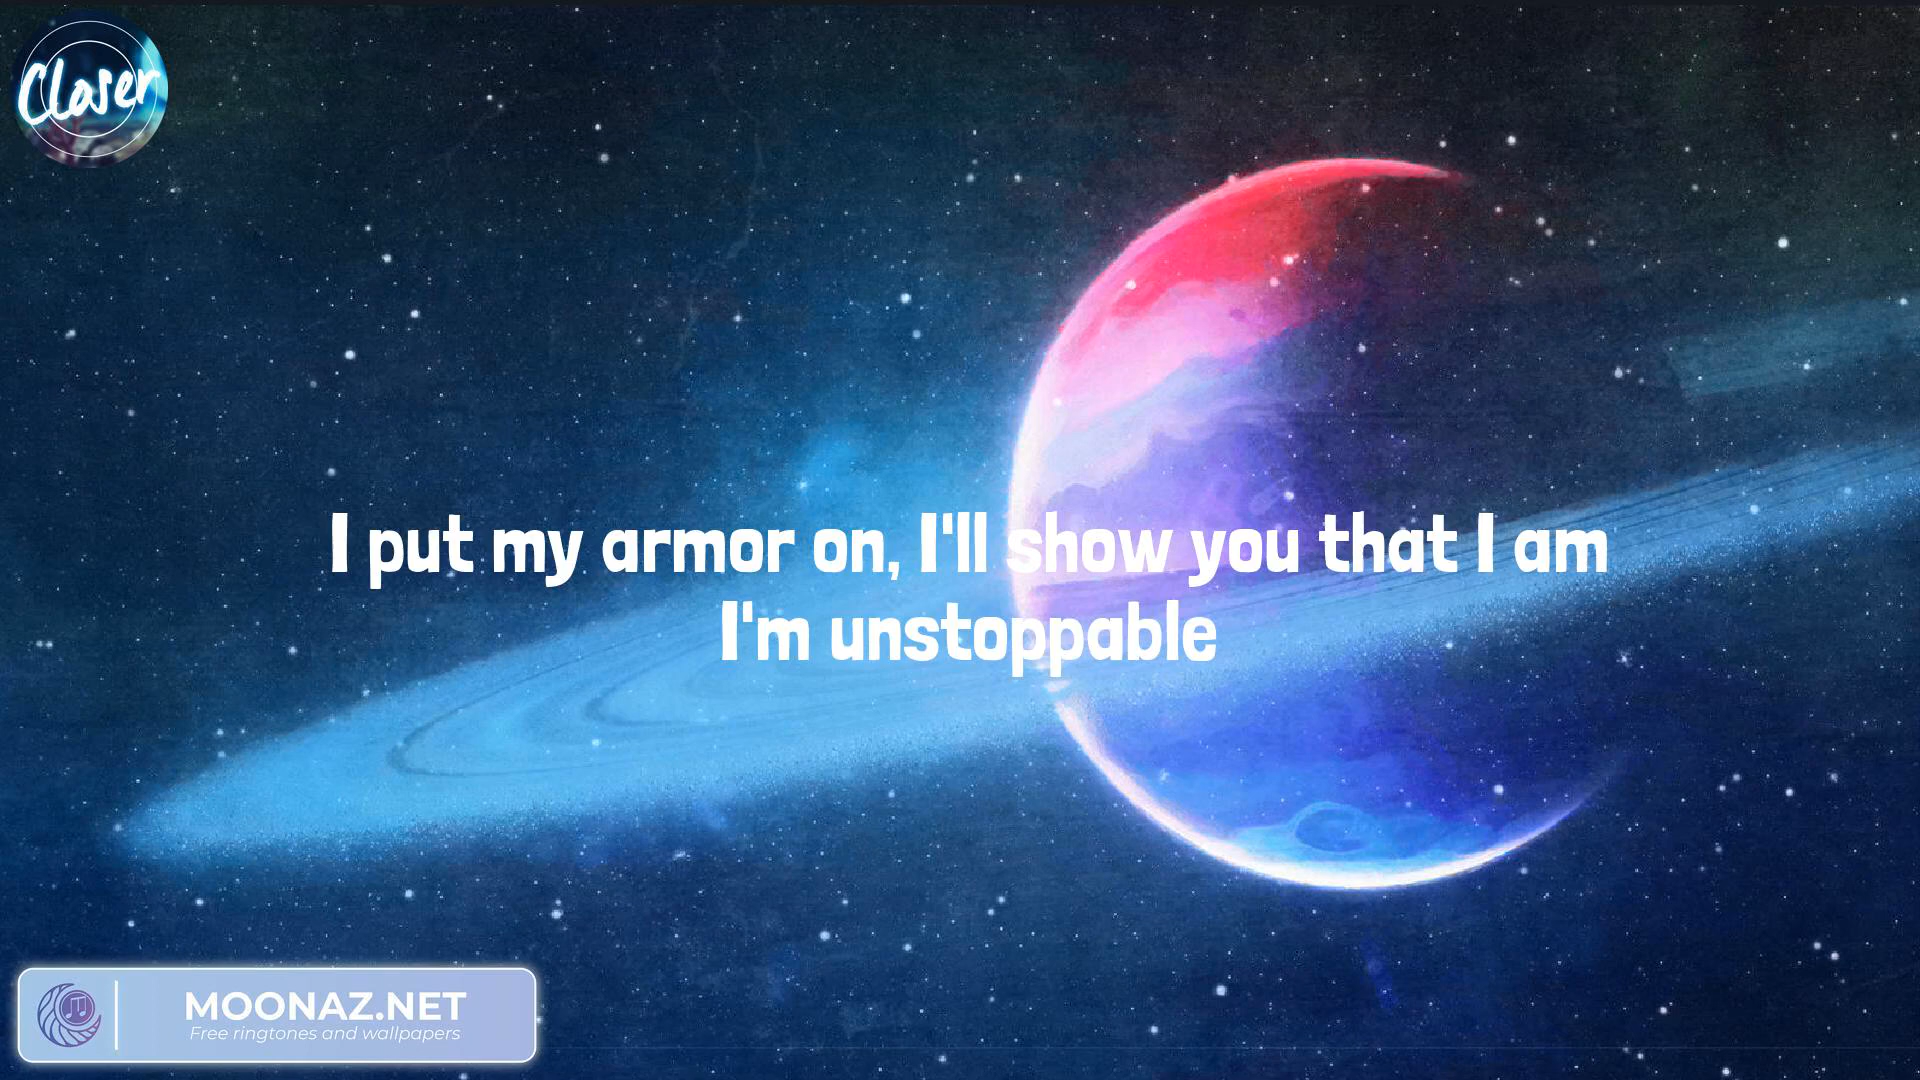 Closer
I put my armor on, I'll show you that I am
I'm unstoppable
MOONAZ.NET
Free ringtones and wallpapers